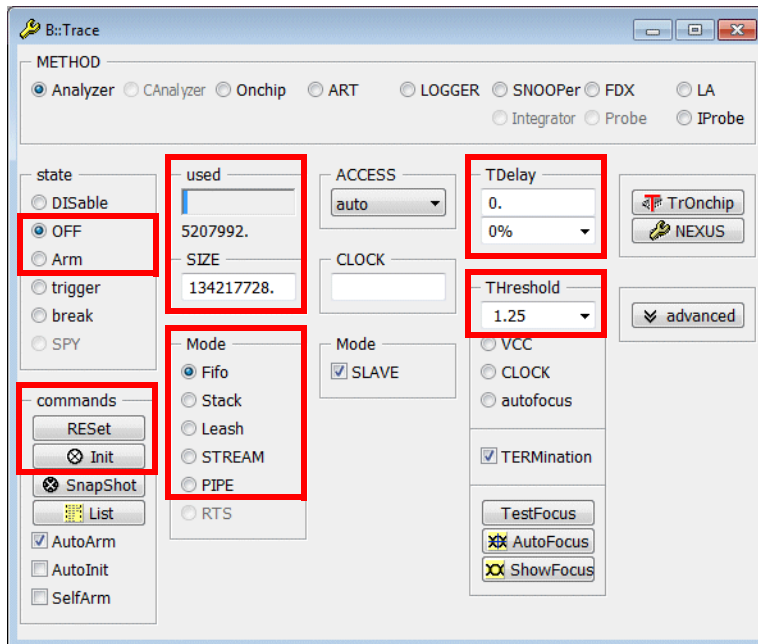 B::Trace
METHOD
Analyzer CAnalyzer Onchip ART LOGGER SNOOPer FDX LA
Integrator Probe IProbe
state
DISable
OFF
Arm
trigger
break
SPY
used
5207992.
SIZE
134217728.
ACCESS
auto
CLOCK
TDelay
0.
0%
TrOnchip
NEXUS
THreshold
1.25
VCC
CLOCK
autofocus
advanced
Mode
Fifo
Stack
Leash
STREAM
PIPE
RTS
Mode
SLAVE
commands
RESet
Init
SnapShot
List
AutoArm
AutoInit
SelfArm
TERMination
TestFocus
AutoFocus
ShowFocus